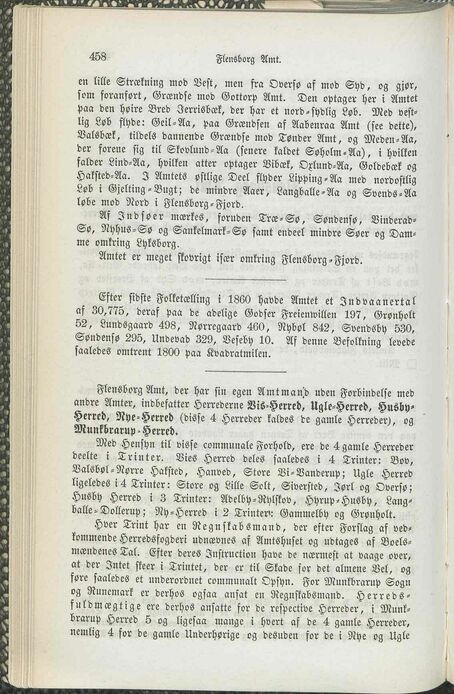 458
Flensborg Amt.
en lille Strækning mod Vest, men fra Oversø af mod Syd, og gjør,
som foranført, Grændse mod Gottorp Amt. Den optager her i Amtet
paa den høire Bred Jerrisbæk, der har et nord-sydlig Løb. Med vest-
lig Løb flyde: Geil-Aa, paa Grændsen af Aabenraa Amt (see dette),
Valsbæk, tildels dannende Grændse mod Tønder Amt, og Meden-Aa,
der forene sig til Skovlund-Aa (senere kaldet Søholm-Aa), i hvilken
falder Lind-Aa, hvilken atter optager Bibæk, Oxlund-Aa, Goldebæk og
Hakstedt-Aa. I Amtets østlige Deel flyder Lipping-Aa med nordostlig
Løb i Gjelting-Bugt; de mindre Aaer, Langballe-Aa og Svends-Aa
løbe mod Nord i Flensborg-Fjord.
Af Indsøer mærkes, foruden Træ-Sø, Søndensø, Vinderad-
Sø, Nyhus-Sø og Sankelmark-Sø samt endeel mindre Søer og Dam-
me omkring Lyksborg.
Amtet er meget skovrigt især omkring Flensborg-Fjord.
Efter sidste Folketælling i 1860 havde Amtet et Indvaanertal
af 30,775, deraf paa de adelige Godser Freienwillen 197, Grønholt
52, Lundsgaard 498, Nørregaard 460, Nybøl 842, Svendsby 530,
Søndensø 295, Undevad 329, Veseby 10. Af denne Befolkning levede
saaledes omtrent 1800 paa Kvadratmilen.
Flensborg Amt, der har sin egen Amtmand uden Forbindelse med
andre Amter, indbefatter Herrederne Vis-Herred, Ugle-Herred, Husby-
Herred, Nye-Herred (disse 4 Herreder kaldes de gamle Herreder), og
Munkbrarup-Herred.
Med Hensyn til visse communale Forhold, ere de 4 gamle Herreder
deelte i Trinter. Vies Herred deles saaledes i 4 Trinter: Bov,
Valsbøl-Nørre Haksted, Hanved, Store Vi-Vanderup; Ugle Herred
ligeledes i 4 Trinter: Store og Lille Solt, Siversted, Jørl og Oversø;
Husby Herred i 3 Trinter: Adelby-Rylskov, Hyrup-Husby, Lang-
balle-Dollerup; Ny-Herred i 2 Trinter: Gammelby og Grønholt.
Hver Trint har en Regnskabsmand, der efter Forslag af ved-
kommende Herredsfogderi udnævnes af Amtshuset og udtages af Boels-
mændenes Tal. Efter deres Instruction have de nærmest at vaage over,
at der Intet skeer i Trintet, der er til Skade for det almene Vel, og
føre saaledes et underordnet communalt Opsyn. For Munkbrarup Sogn
og Runemark er derhos ogsaa ansat en Regnskabsmand. Herreds-
fuldmægtige ere derhos ansatte for de respective Herreder, i Munk-
brarup Herred 5 og ligesaa mange i hvert af de 4 gamle Herreder,
nemlig 4 for de gamle Underhørige og desuden for de i Nye og Ugle